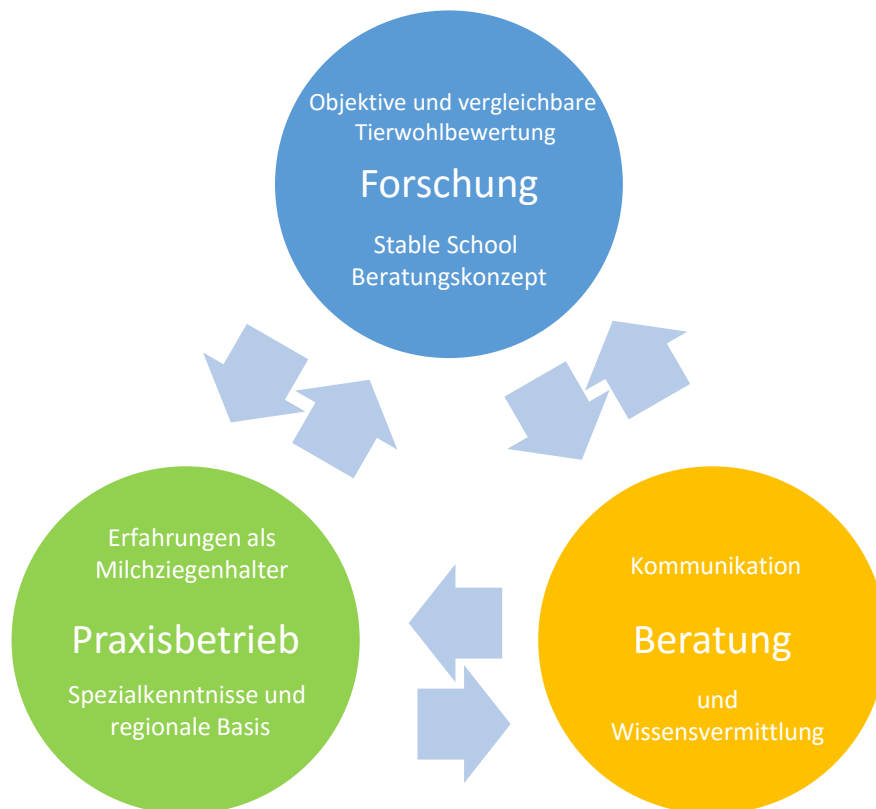 Objektive und vergleichbare
Tierwohlbewertung
Forschung
Stable School
Beratungskonzept
Erfahrungen als
Milchziegenhalter
Praxisbetrieb
Spezialkenntnisse und
regionale Basis
Kommunikation
Beratung
und
Wissensvermittlung